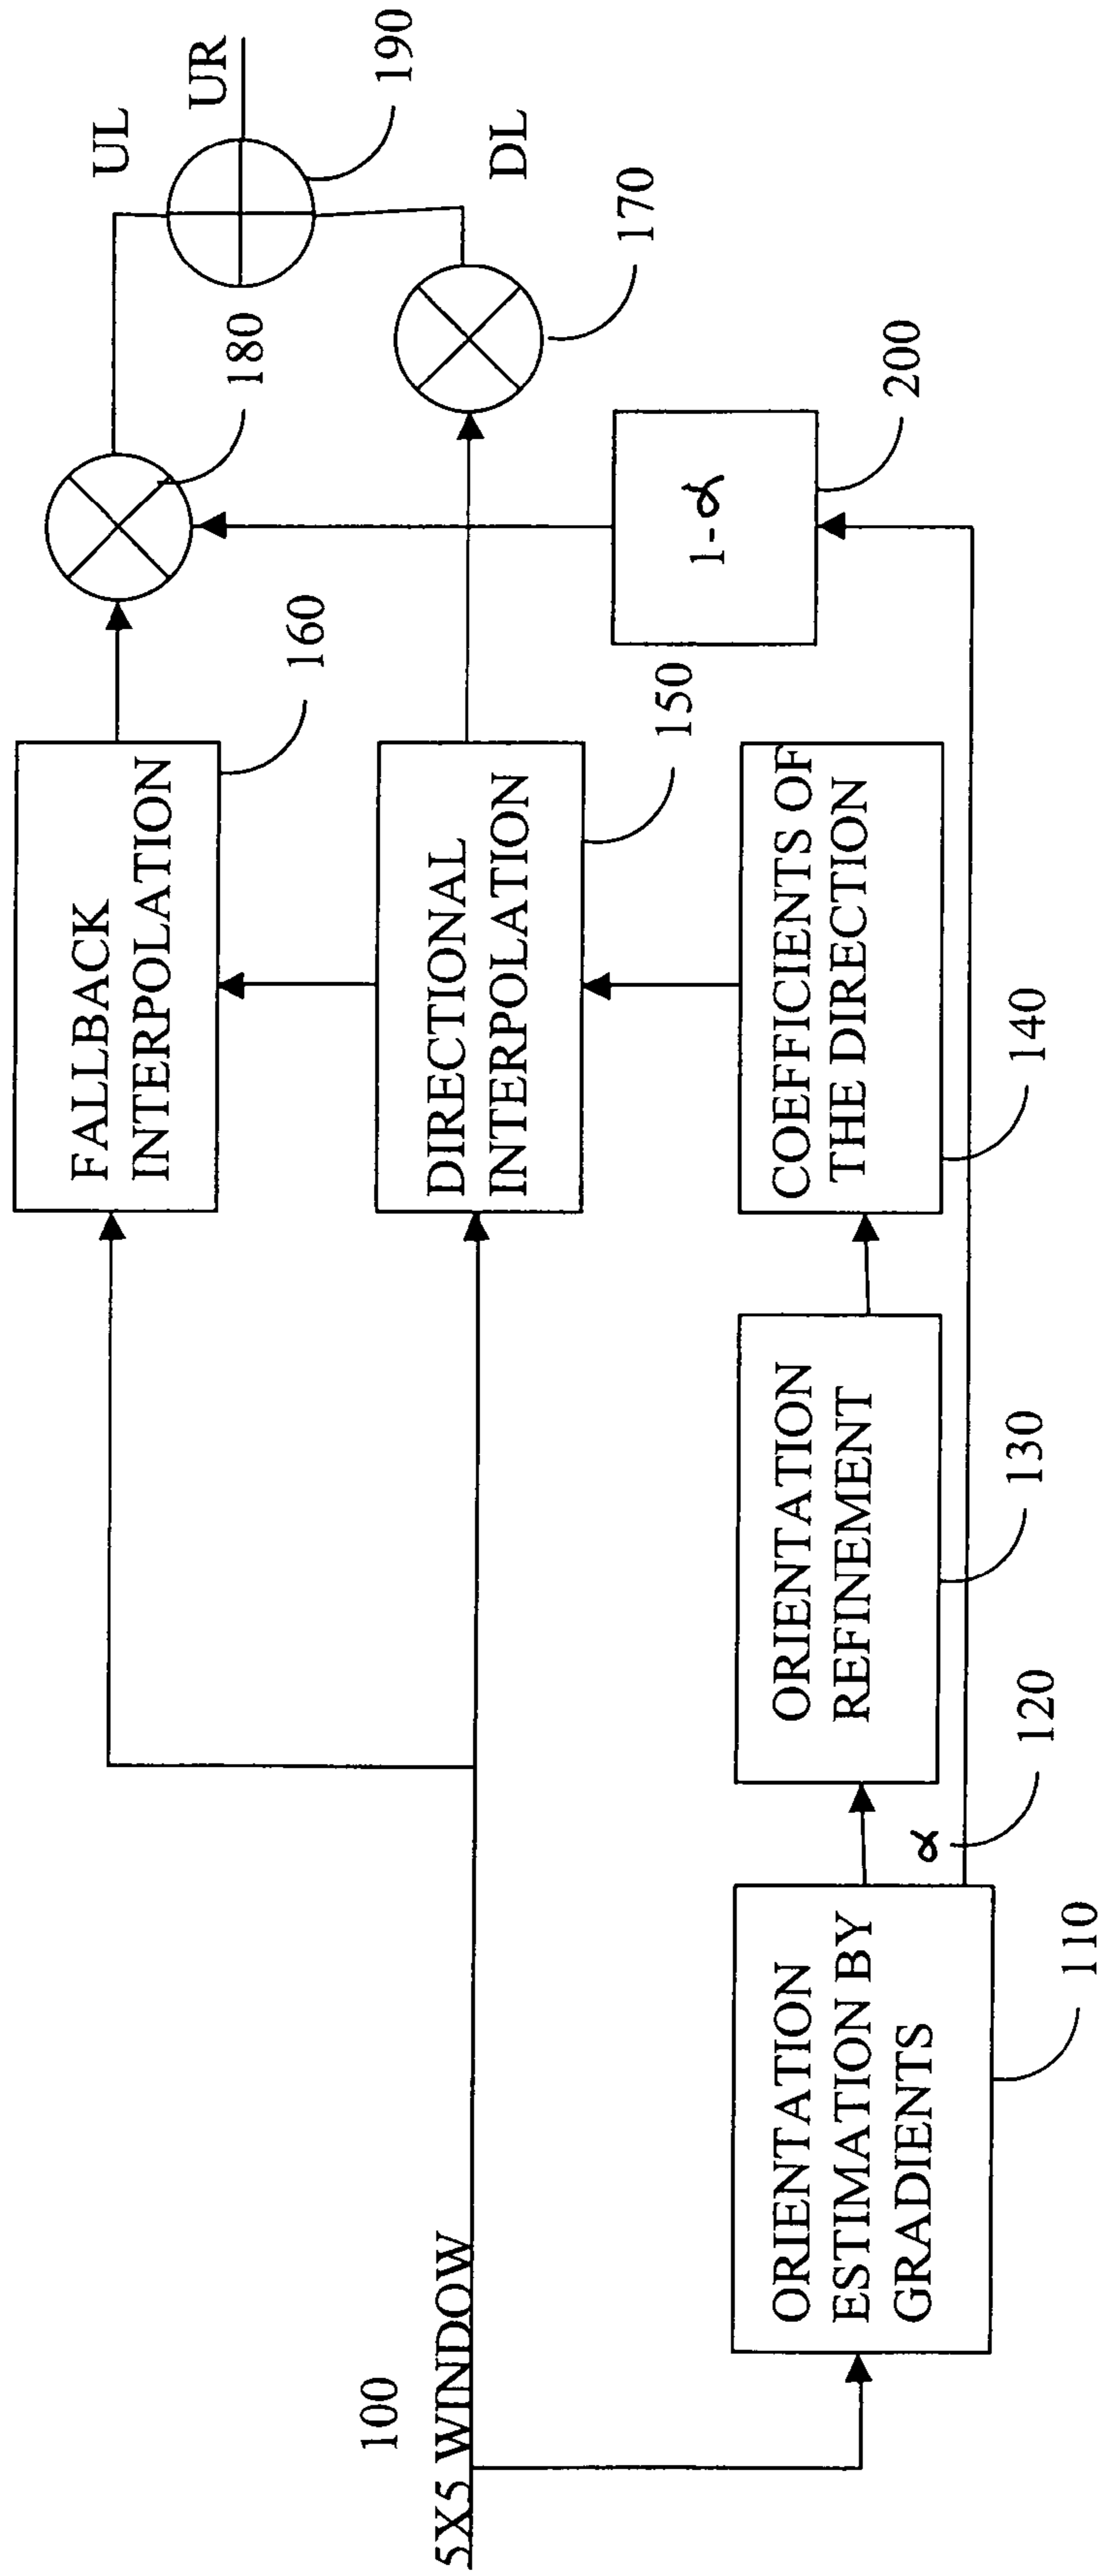 100
5X5 WINDOW
ORIENTATION
ESTIMATION BY
GRADIENTS
110
α
120
ORIENTATION
REFINEMENT
130
COEFFICIENTS OF
THE DIRECTION
140
DIRECTIONAL
INTERPOLATION
150
FALLBACK
INTERPOLATION
160
1-α
200
180
170
UL
UR
190
DL